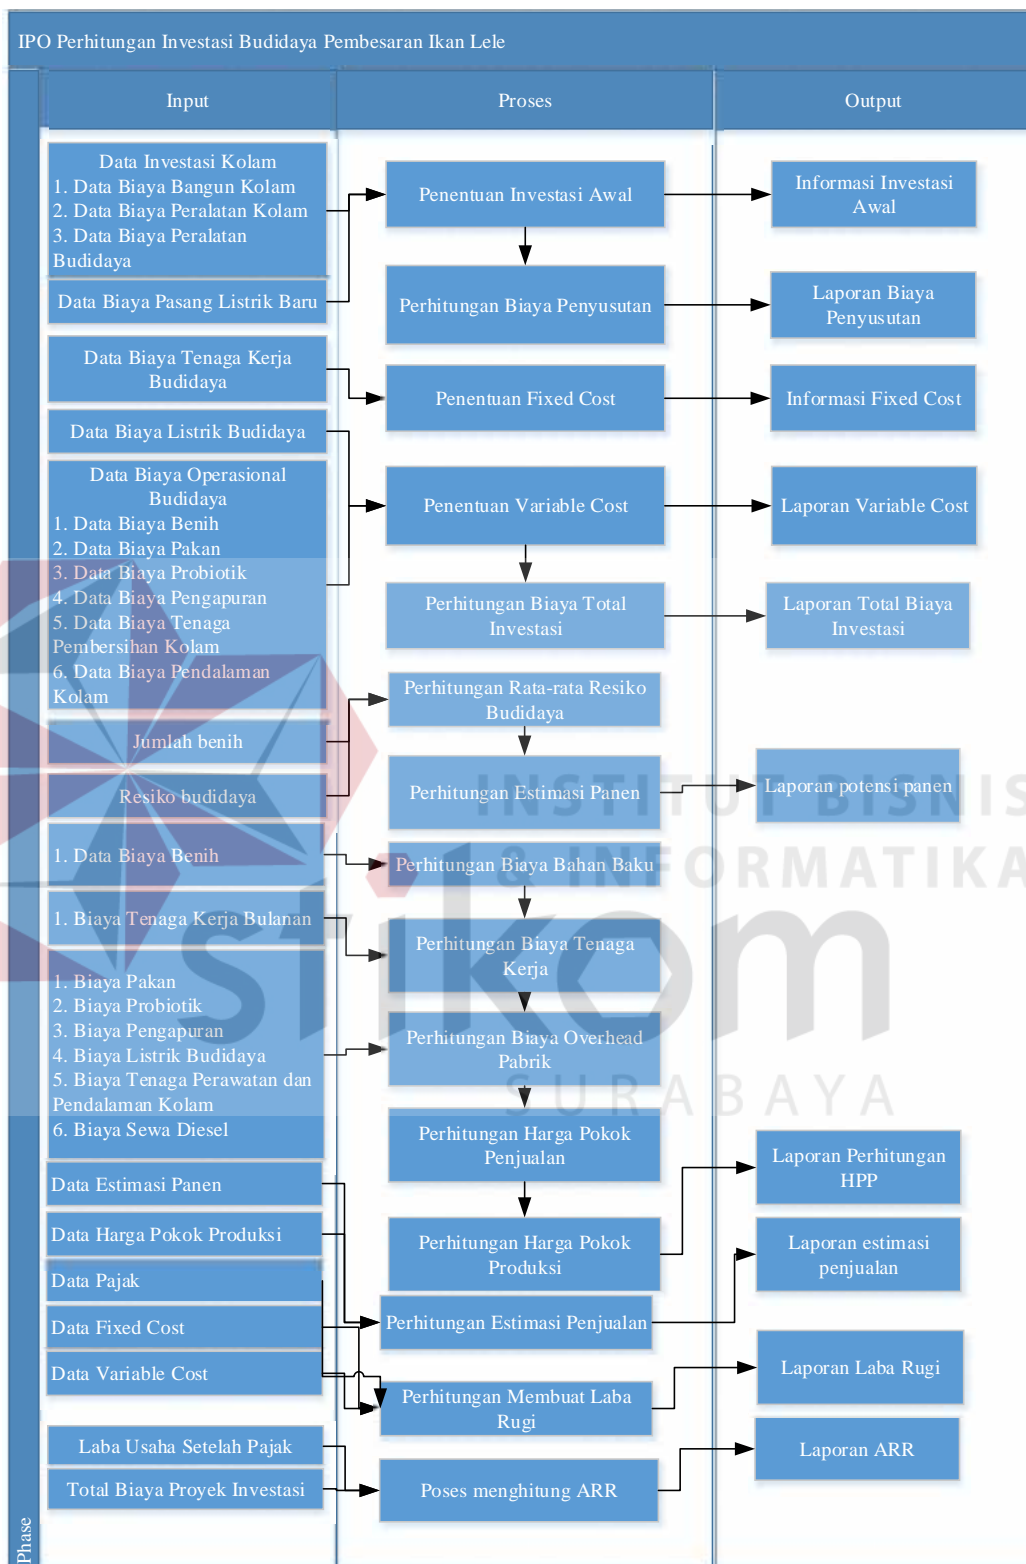 IPO Perhitungan Investasi Budidaya Pembesaran Ikan Lele
Input
Proses
Output
Data Investasi Kolam
1. Data Biaya Bangun Kolam
2. Data Biaya Peralatan Kolam
3. Data Biaya Peralatan
Budidaya
Data Biaya Pasang Listrik Baru
Data Biaya Tenaga Kerja
Budidaya
Data Biaya Listrik Budidaya
Data Biaya Operasional
Budidaya
1. Data Biaya Benih
2. Data Biaya Pakan
3. Data Biaya Probiotik
4. Data Biaya Pengapuran
5. Data Biaya Tenaga
Pembersihan Kolam
6. Data Biaya Pendalaman
Kolam
Jumlah benih
Resiko budidaya
1. Data Biaya Benih
1. Biaya Tenaga Kerja Bulanan
1. Biaya Pakan
2. Biaya Probiotik
3. Biaya Pengapuran
4. Biaya Listrik Budidaya
5. Biaya Tenaga Perawatan dan
Pendalaman Kolam
6. Biaya Sewa Diesel
Data Estimasi Panen
Data Harga Pokok Produksi
Data Pajak
Data Fixed Cost
Data Variable Cost
Laba Usaha Setelah Pajak
Total Biaya Proyek Investasi
Penentuan Investasi Awal
Perhitungan Biaya Penyusutan
Penentuan Fixed Cost
Penentuan Variable Cost
Perhitungan Biaya Total
Investasi
Perhitungan Rata-rata Resiko
Budidaya
Perhitungan Estimasi Panen
Perhitungan Biaya Bahan Baku
Perhitungan Biaya Tenaga
Kerja
Perhitungan Biaya Overhead
Pabrik
Perhitungan Harga Pokok
Penjualan
Perhitungan Harga Pokok
Produksi
Perhitungan Estimasi Penjualan
Perhitungan Membuat Laba
Rugi
Poses menghitung ARR
Informasi Investasi
Awal
Laporan Biaya
Penyusutan
Informasi Fixed Cost
Laporan Variable Cost
Laporan Total Biaya
Investasi
Laporan potensi panen
Laporan Perhitungan
HPP
Laporan estimasi
penjualan
Laporan Laba Rugi
Laporan ARR
Phase
INSTITUT BISNIS
& INFORMATIKA
stikom
SURABAYA